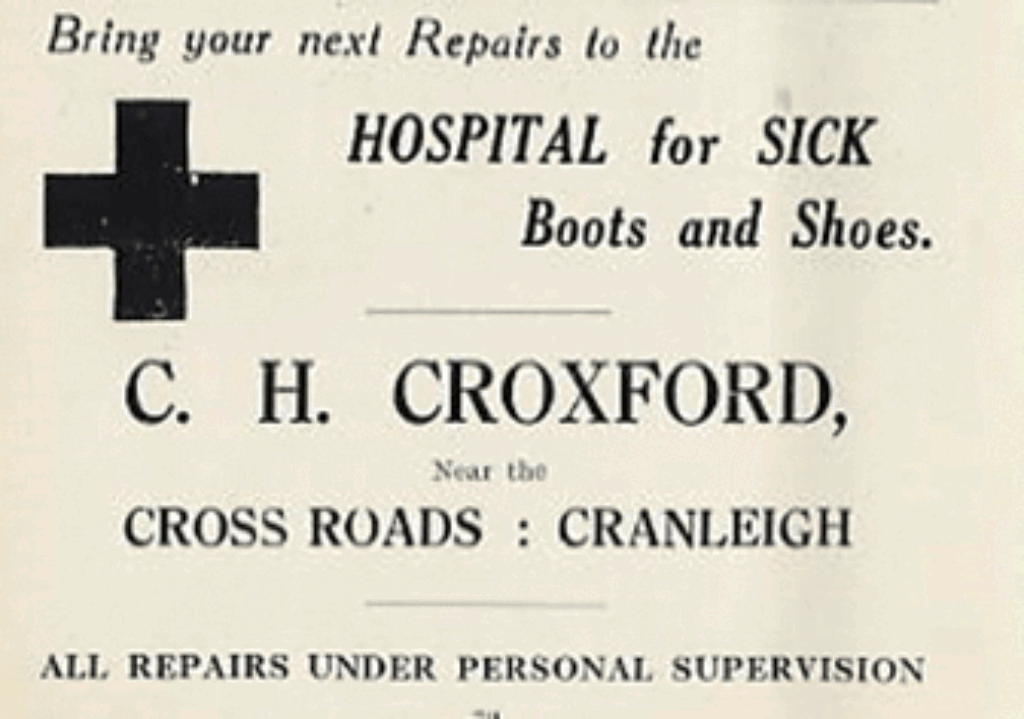 Bring your next Repairs to the
HOSPITAL for SICK
Boots and Shoes.
C. H. CROXFORD,
Near the
CROSS ROADS : CRANLEIGH
ALL REPAIRS UNDER PERSONAL SUPERVISION